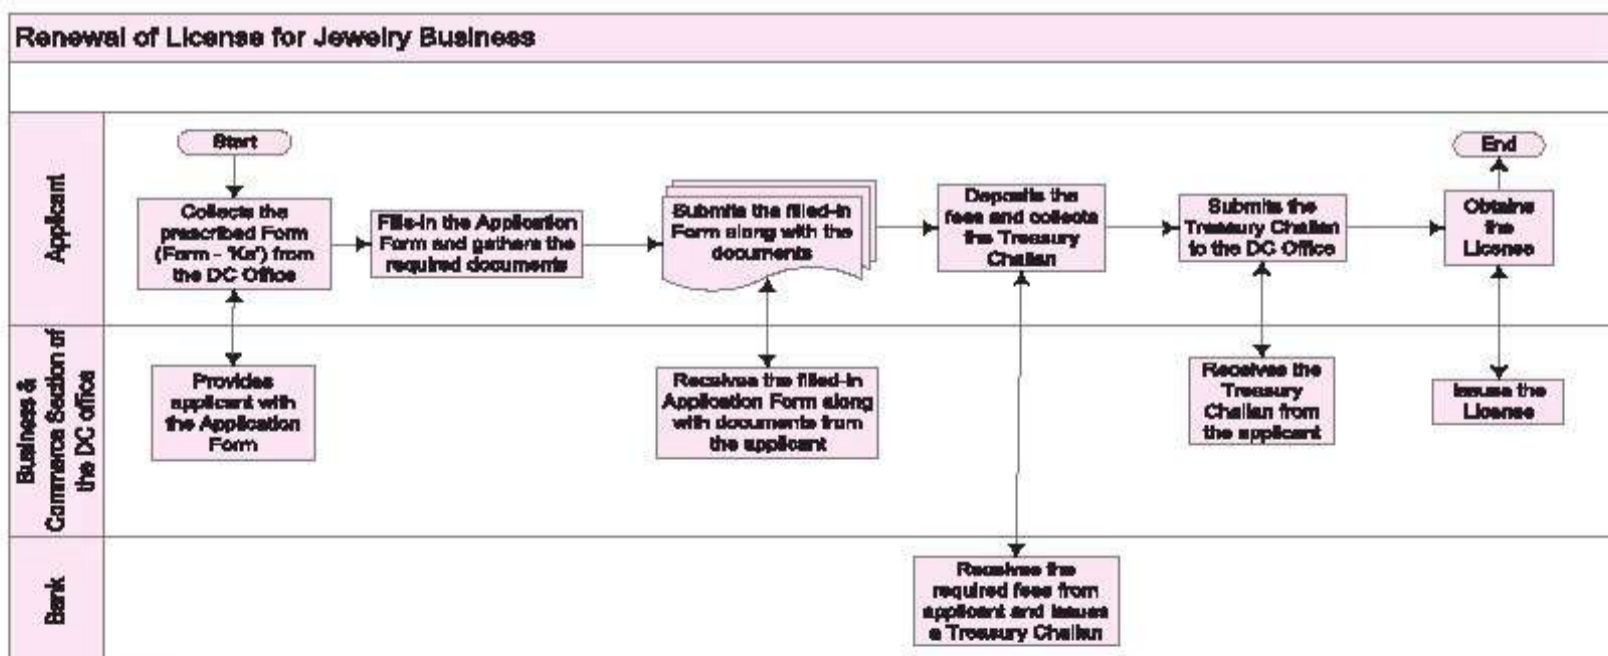 Renewal of License for Jewelry Business
Applicant
Start
Collects the
prescribed Form
(Form - 'Ka') from
the DC Office
Fills-in the Application
Form and gathers the
required documents
Submits the filled-in
Form along with the
documents
Deposits the
fees and collects
the Treasury
Challan
Submits the
Treasury Challan
to the DC Office
End
Obtains
the
License
Business &
Commerce Section of
the DC office
Provides
applicant with
the Application
Form
Receives the filled-in
Application Form along
with documents from
the applicant
Receives the
Treasury
Challan from
the applicant
Issues the
License
Bank
Receives the
required fees from
applicant and issues
a Treasury Challan